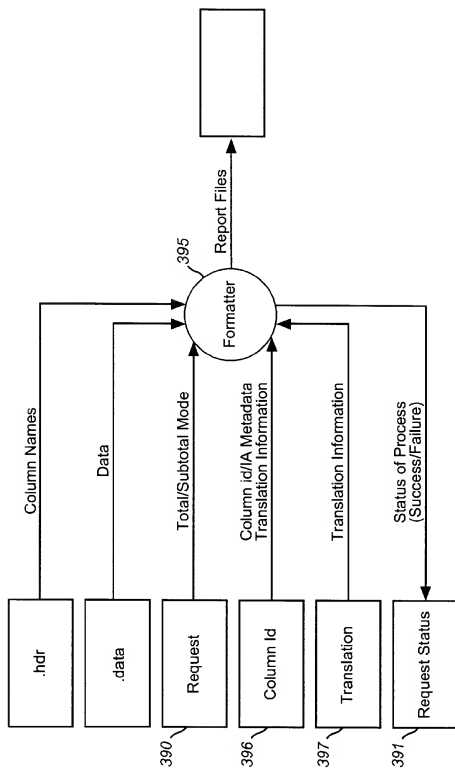 .hdr
Column Names
.data
Data
Request
390
Total/Subtotal Mode
Column Id
396
Column id/IA Metadata
Translation Information
Translation
397
Translation Information
Request Status
391
Status of Process
(Success/Failure)
Formatter
395
Report Files